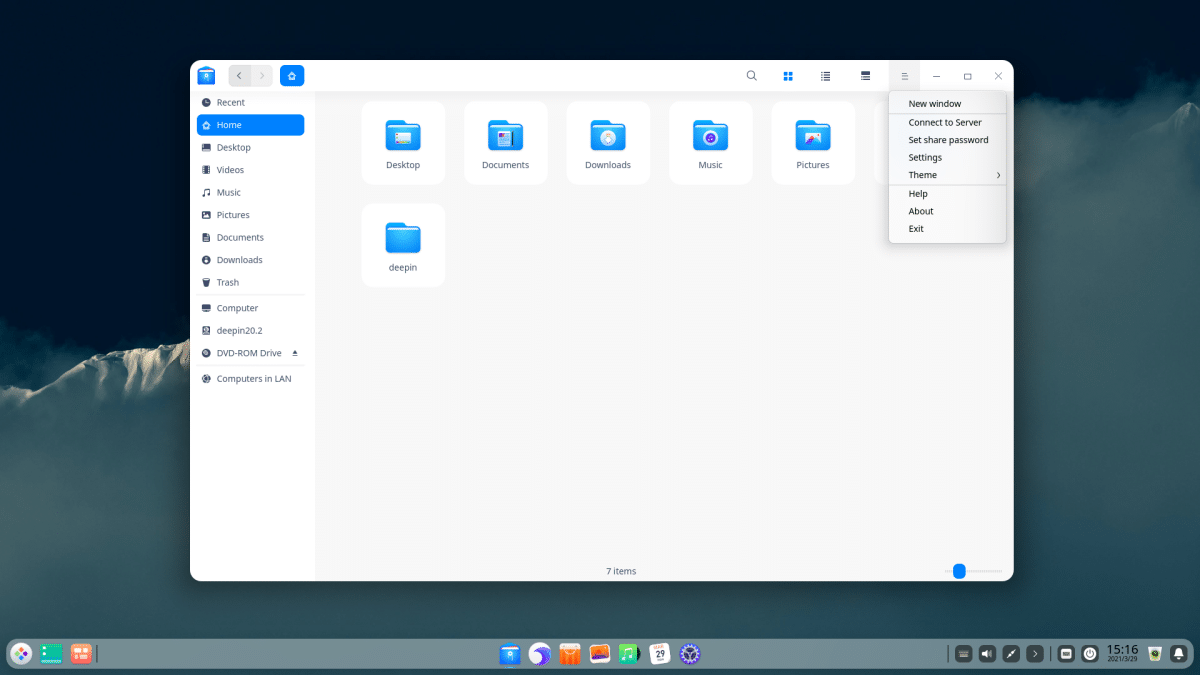 Recent
Home
Desktop
Videos
Music
Pictures
Documents
Downloads
Trash
Computer
deepin20.2
DVD-ROM Drive
Computers in LAN
Desktop
Documents
Downloads
Music
Pictures
deepin
7 items
New window
Connect to Server
Set share password
Settings
Theme
Help
About
Exit
29
15:16
2021/3/29